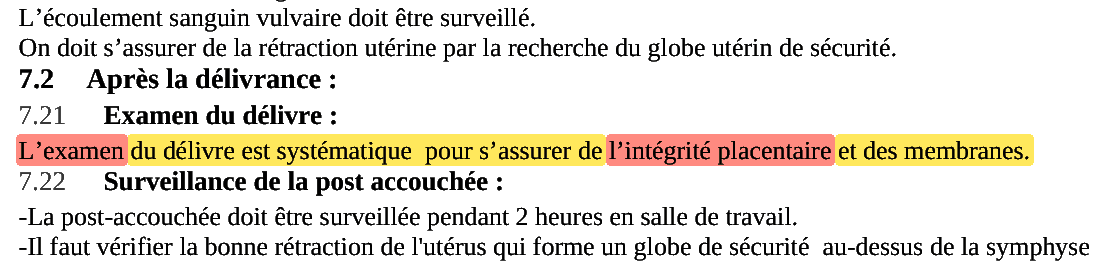 L’écoulement sanguin vulvaire doit être surveillé.
On doit s’assurer de la rétraction utérine par la recherche du globe utérin de sécurité.
7.2 Après la délivrance :
7.21 Examen du délivre :
L’examen du délivre est systématique pour s’assurer de l’intégrité placentaire et des membranes.
7.22 Surveillance de la post accouchée :
-La post-accouchée doit être surveillée pendant 2 heures en salle de travail.
-Il faut vérifier la bonne rétraction de l'utérus qui forme un globe de sécurité au-dessus de la symphyse